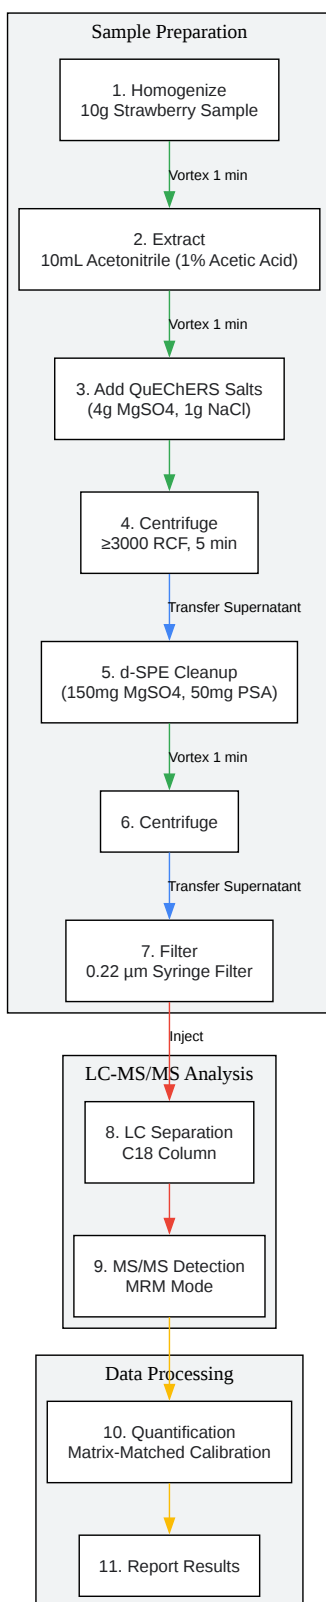 Sample Preparation
1. Homogenize
10g Strawberry Sample
Vortex 1 min
2. Extract
10mL Acetonitrile (1% Acetic Acid)
Vortex 1 min
3. Add QuEChERS Salts
(4g MgSO4, 1g NaCl)
4. Centrifuge
≥3000 RCF, 5 min
Transfer Supernatant
5. d-SPE Cleanup
(150mg MgSO4, 50mg PSA)
Vortex 1 min
6. Centrifuge
Transfer Supernatant
7. Filter
0.22 µm Syringe Filter
Inject
LC-MS/MS Analysis
8. LC Separation
C18 Column
9. MS/MS Detection
MRM Mode
Data Processing
10. Quantification
Matrix-Matched Calibration
11. Report Results